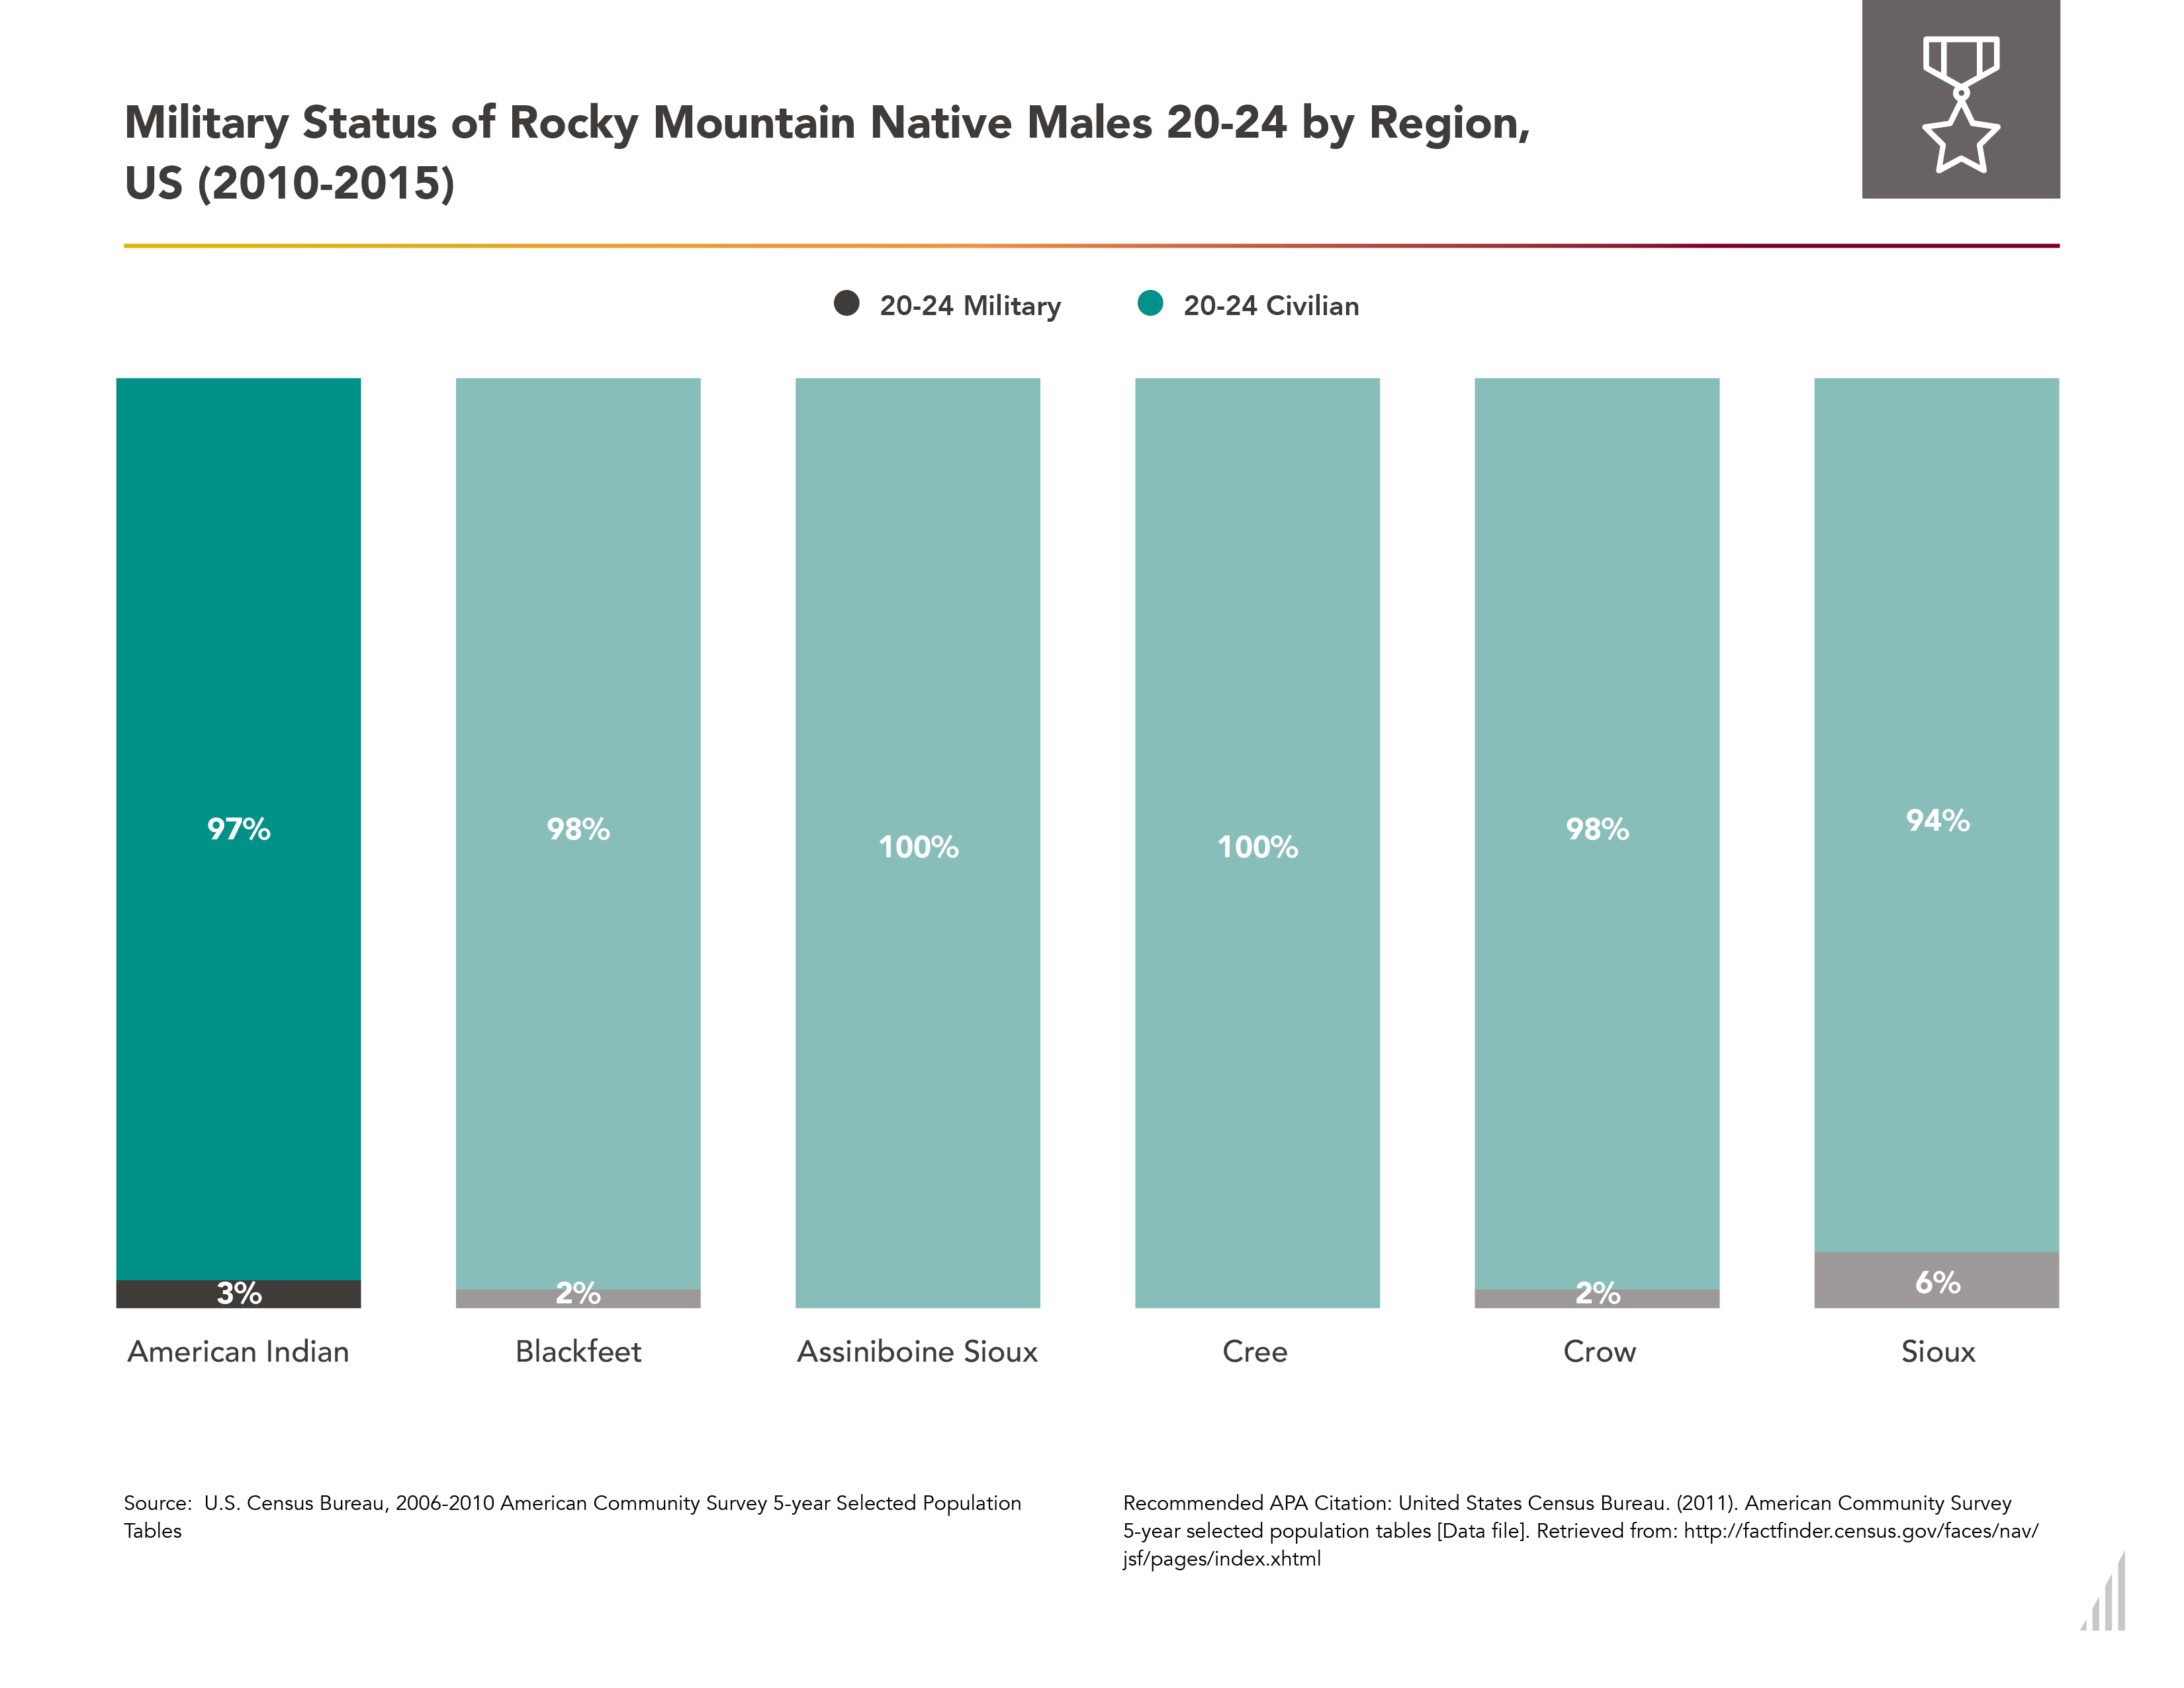 Military Status of Rocky Mountain Native Males 20-24 by Region,
US (2010-2015)
20-24 Military
20-24 Civilian
97%
98%
100%
100%
98%
94%
3%
2%
2%
6%
American Indian
Blackfeet
Assiniboine Sioux
Cree
Crow
Sioux
Source:  U.S. Census Bureau, 2006-2010 American Community Survey 5-year Selected Population
Tables
Recommended APA Citation: United States Census Bureau. (2011). American Community Survey
5-year selected population tables [Data file]. Retrieved from: http://factfinder.census.gov/faces/nav/
jsf/pages/index.xhtml